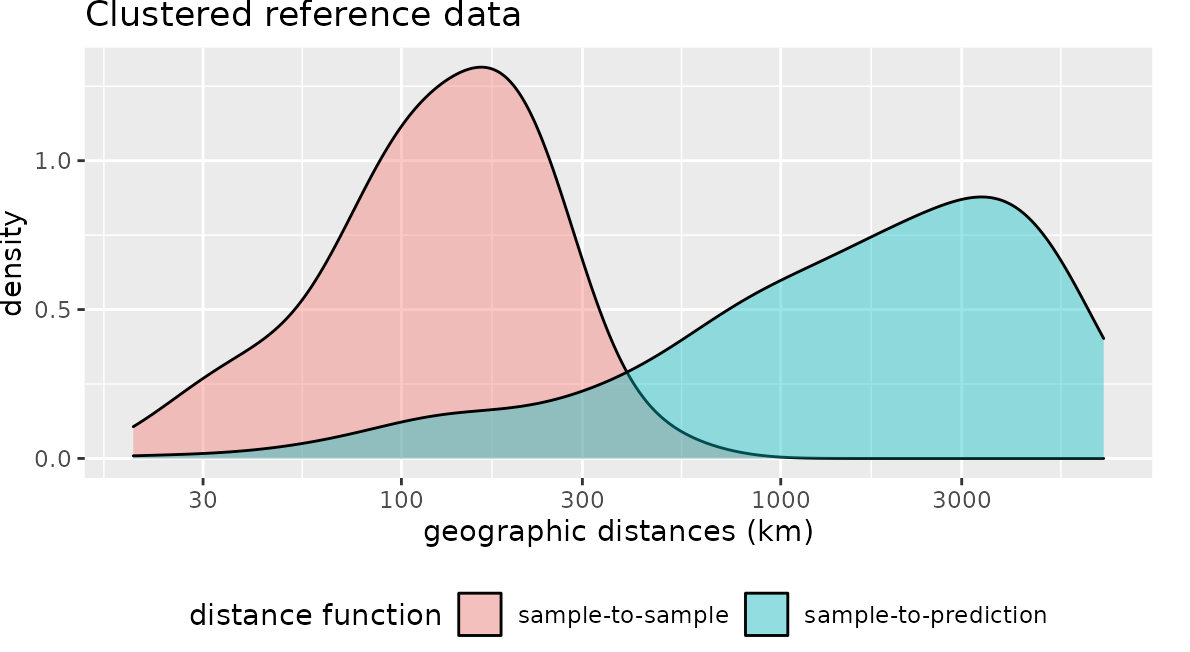 Clustered reference data
density
1.0
0.5
0.0
30 100 300 1000 3000
geographic distances (km)
distance function sample-to-sample sample-to-prediction